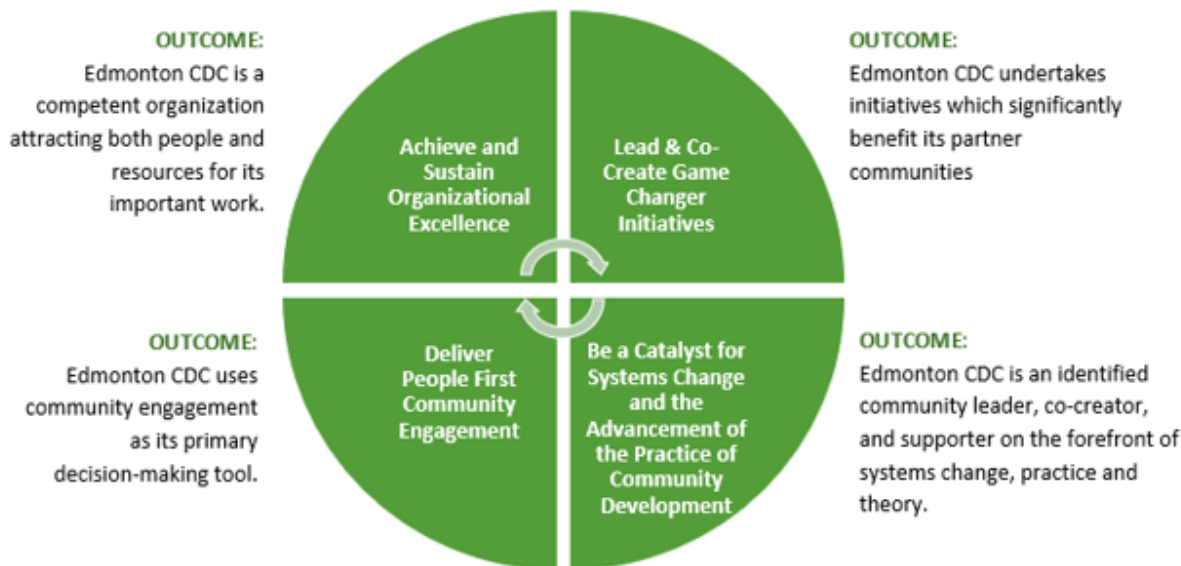 OUTCOME:
Edmonton CDC is a
competent organization
attracting both people and
resources for its
important work.
Achieve and
Sustain
Organizational
Excellence
Lead & Co-
Create Game
Changer
Initiatives
OUTCOME:
Edmonton CDC undertakes
initiatives which significantly
benefit its partner
communities
OUTCOME:
Edmonton CDC uses
community engagement
as its primary
decision-making tool.
Deliver
People First
Community
Engagement
Be a Catalyst for
Systems Change
and the
Advancement of
the Practice of
Community
Development
OUTCOME:
Edmonton CDC is an identified
community leader, co-creator,
and supporter on the forefront of
systems change, practice and
theory.